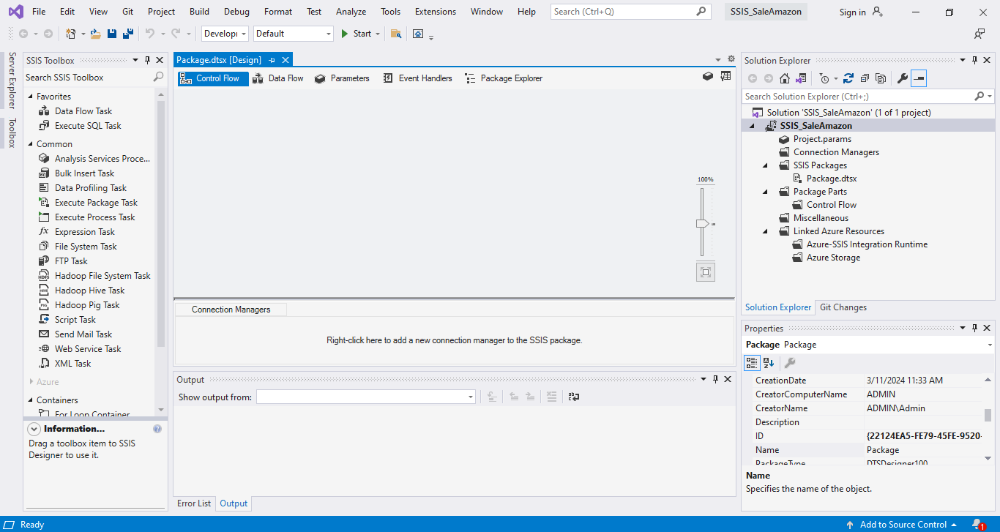 File Edit View Git Project Build Debug Format Test Analyze Tools Extensions Window Help Search (Ctrl+Q) SSIS_SaleAmazon Sign in
Developı Default Start
Server Explorer
Toolbox
SSIS Toolbox
Search SSIS Toolbox
Favorites
Data Flow Task
Execute SQL Task
Common
Analysis Services Proce...
Bulk Insert Task
Data Profiling Task
Execute Package Task
Execute Process Task
Expression Task
File System Task
FTP Task
Hadoop File System Task
Hadoop Hive Task
Hadoop Pig Task
Script Task
Send Mail Task
Web Service Task
XML Task
Azure
Containers
For Loop Container
Information...
Drag a toolbox item to SSIS
Designer to use it.
Package.dtsx [Design]
Control Flow Data Flow Parameters Event Handlers Package Explorer
100%
Connection Managers
Right-click here to add a new connection manager to the SSIS package.
Output
Show output from:
Error List Output
Solution Explorer
Search Solution Explorer (Ctrl+;)
Solution 'SSIS_SaleAmazon' (1 of 1 project)
SSIS_SaleAmazon
Project.params
Connection Managers
SSIS Packages
Package.dtsx
Package Parts
Control Flow
Miscellaneous
Linked Azure Resources
Azure-SSIS Integration Runtime
Azure Storage
Solution Explorer Git Changes
Properties
Package Package
CreationDate 3/11/2024 11:33 AM
CreatorComputerName ADMIN
CreatorName ADMIN\Admin
Description
ID {22124EA5-FE79-45FE-9520-
Name Package
PackageType DTSDesigner100
Name
Specifies the name of the object.
Ready Add to Source Control 1